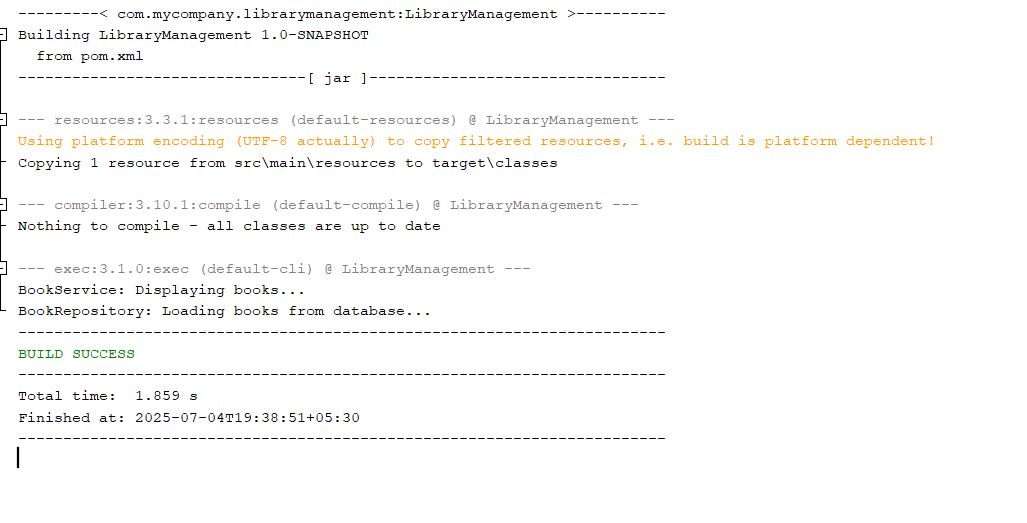 ---------< com.mycompany.librarymanagement:LibraryManagement >----------
Building LibraryManagement 1.0-SNAPSHOT
  from pom.xml
--------------------------------[ jar ]---------------------------------
--- resources:3.3.1:resources (default-resources) @ LibraryManagement ---
Using platform encoding (UTF-8 actually) to copy filtered resources, i.e. build is platform dependent!
Copying 1 resource from src\main\resources to target\classes
--- compiler:3.10.1:compile (default-compile) @ LibraryManagement ---
Nothing to compile - all classes are up to date
--- exec:3.1.0:exec (default-cli) @ LibraryManagement ---
BookService: Displaying books...
BookRepository: Loading books from database...
------------------------------------------------------------------------
BUILD SUCCESS
------------------------------------------------------------------------
Total time:  1.859 s
Finished at: 2025-07-04T19:38:51+05:30
------------------------------------------------------------------------